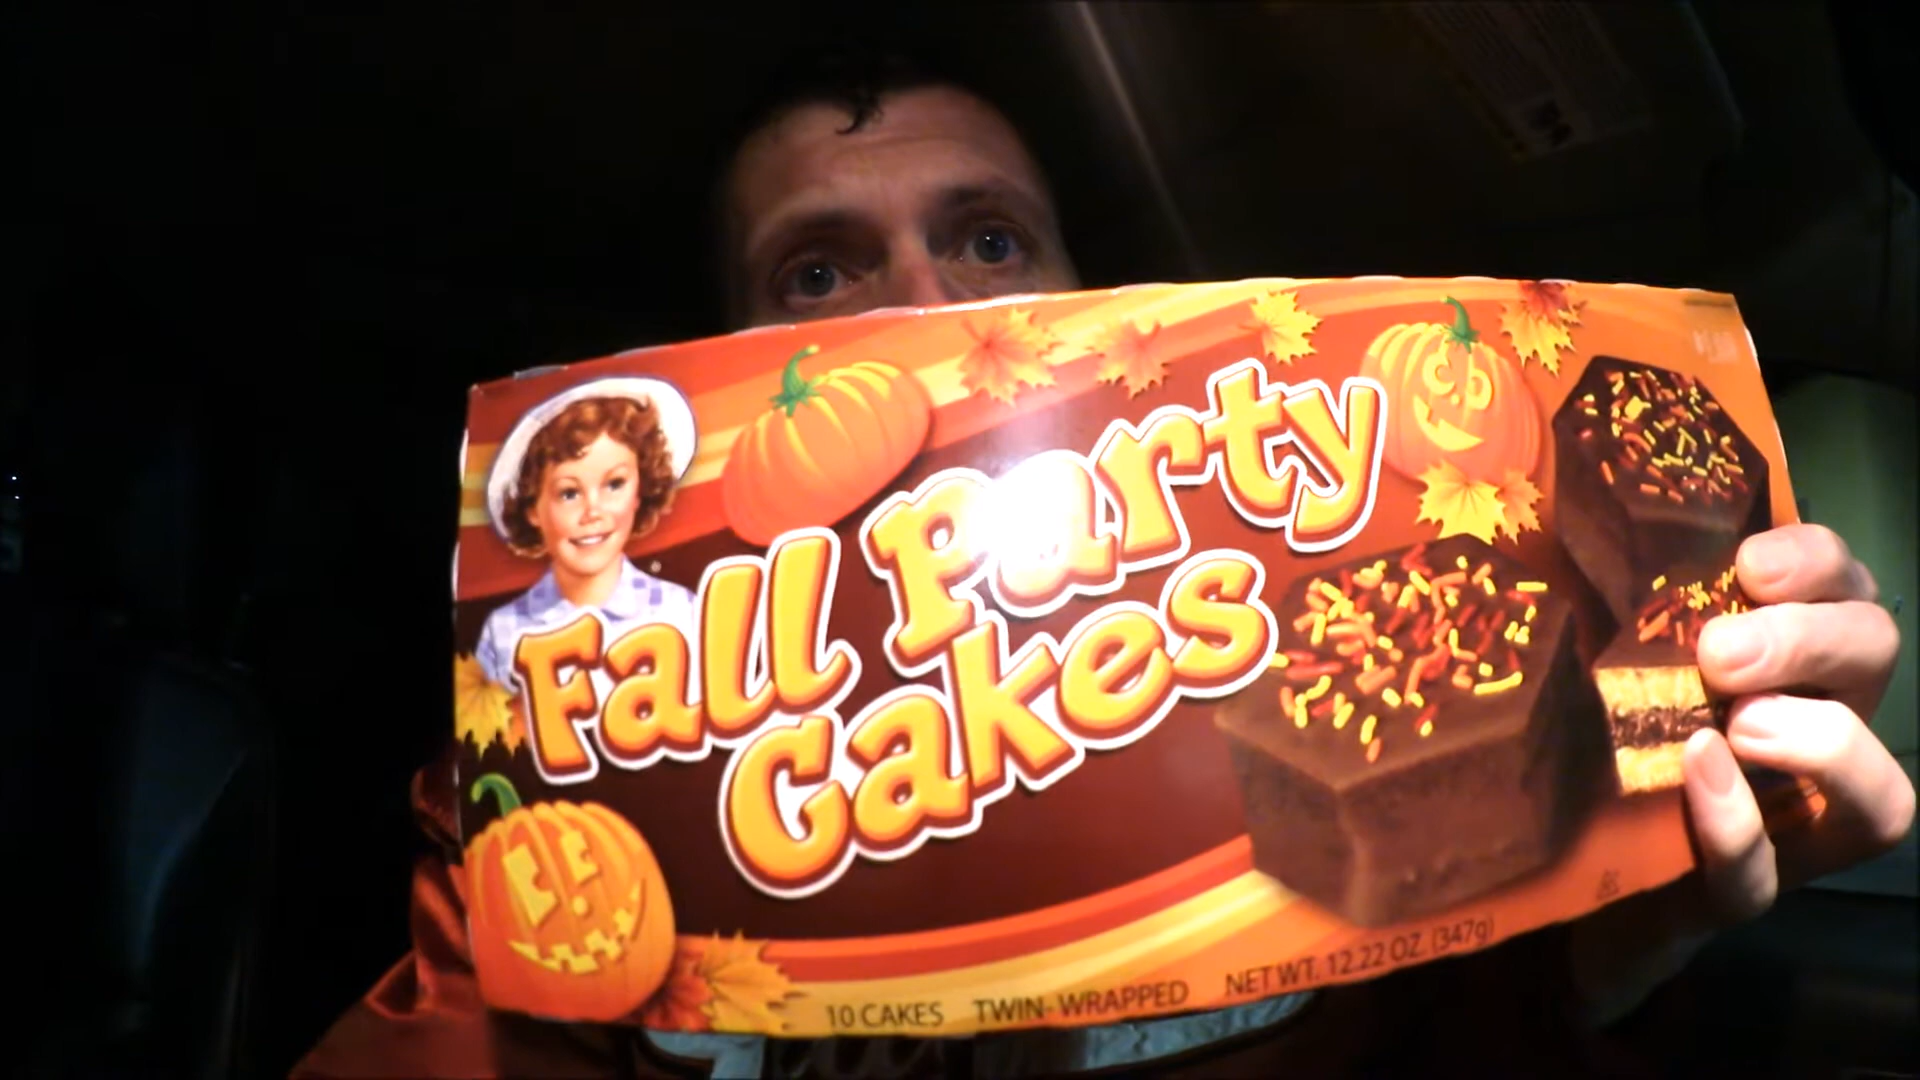 Fall Party
Cakes
10 CAKES TWIN-WRAPPED NET WT. 12.22 OZ. (347g)